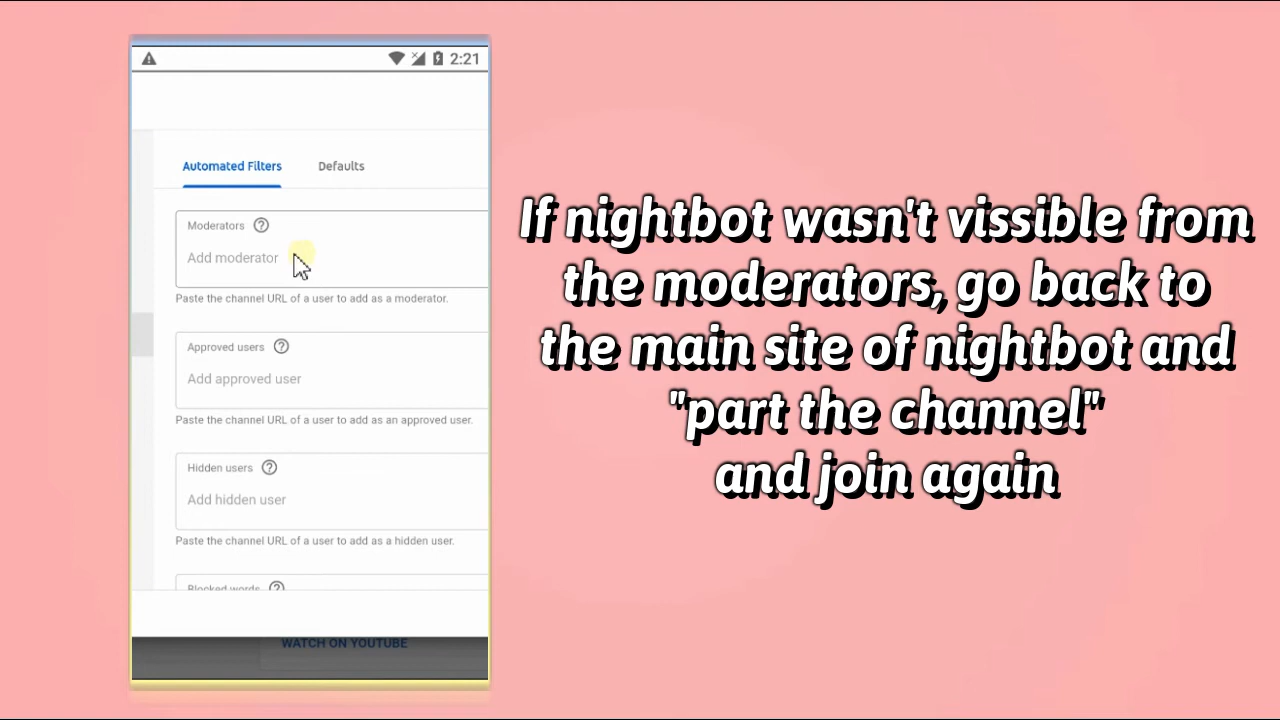 2:21
Automated Filters Defaults
Moderators
Add moderator
Paste the channel URL of a user to add as a moderator.
Approved users
Add approved user
Paste the channel URL of a user to add as an approved user.
Hidden users
Add hidden user
Paste the channel URL of a user to add as a hidden user.
Blocked words
WATCH ON YOUTUBE
If nightbot wasn't vissible from
the moderators, go back to
the main site of nightbot and
"part the channel"
and join again